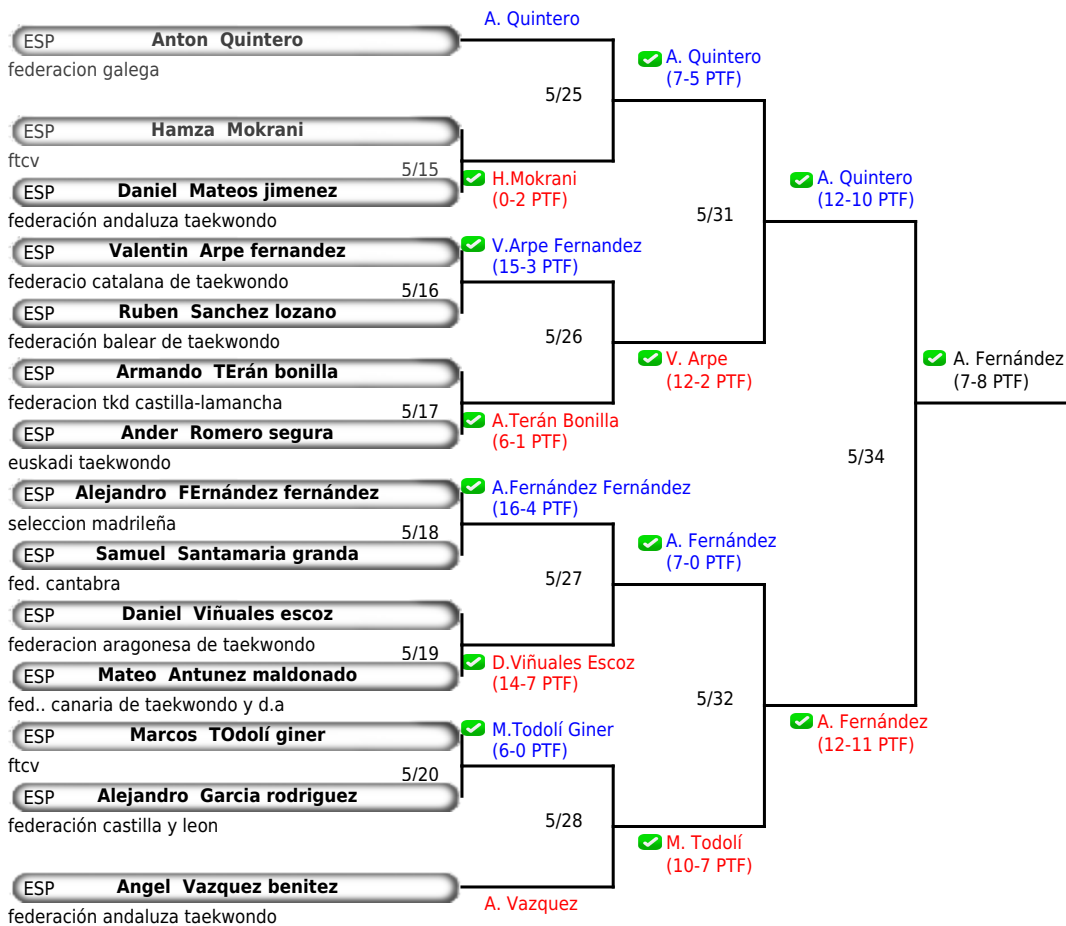 A. Quintero
ESP Anton Quintero
federacion galega
A. Quintero
(7-5 PTF)
5/25
ESP Hamza Mokrani
ftcv
5/15
H.Mokrani
(0-2 PTF)
A. Quintero
(12-10 PTF)
ESP Daniel Mateos jimenez
federación andaluza taekwondo
5/31
ESP Valentin Arpe fernandez
V.Arpe Fernandez
(15-3 PTF)
federacio catalana de taekwondo
5/16
ESP Ruben Sanchez lozano
federación balear de taekwondo
5/26
ESP Armando TErán bonilla
V. Arpe
(12-2 PTF)
A. Fernández
(7-8 PTF)
federacion tkd castilla-lamancha
5/17
A.Terán Bonilla
(6-1 PTF)
ESP Ander Romero segura
euskadi taekwondo
5/34
ESP Alejandro FErnández fernández
A.Fernández Fernández
(16-4 PTF)
seleccion madrileña
5/18
ESP Samuel Santamaria granda
A. Fernández
(7-0 PTF)
fed. cantabra
5/27
ESP Daniel Viñuales escoz
federacion aragonesa de taekwondo
5/19
D.Viñuales Escoz
(14-7 PTF)
ESP Mateo Antunez maldonado
fed.. canaria de taekwondo y d.a
5/32
ESP Marcos TOdolí giner
M.Todolí Giner
(6-0 PTF)
A. Fernández
(12-11 PTF)
ftcv
5/20
ESP Alejandro Garcia rodriguez
federación castilla y leon
5/28
M. Todolí
(10-7 PTF)
ESP Angel Vazquez benitez
A. Vazquez
federación andaluza taekwondo